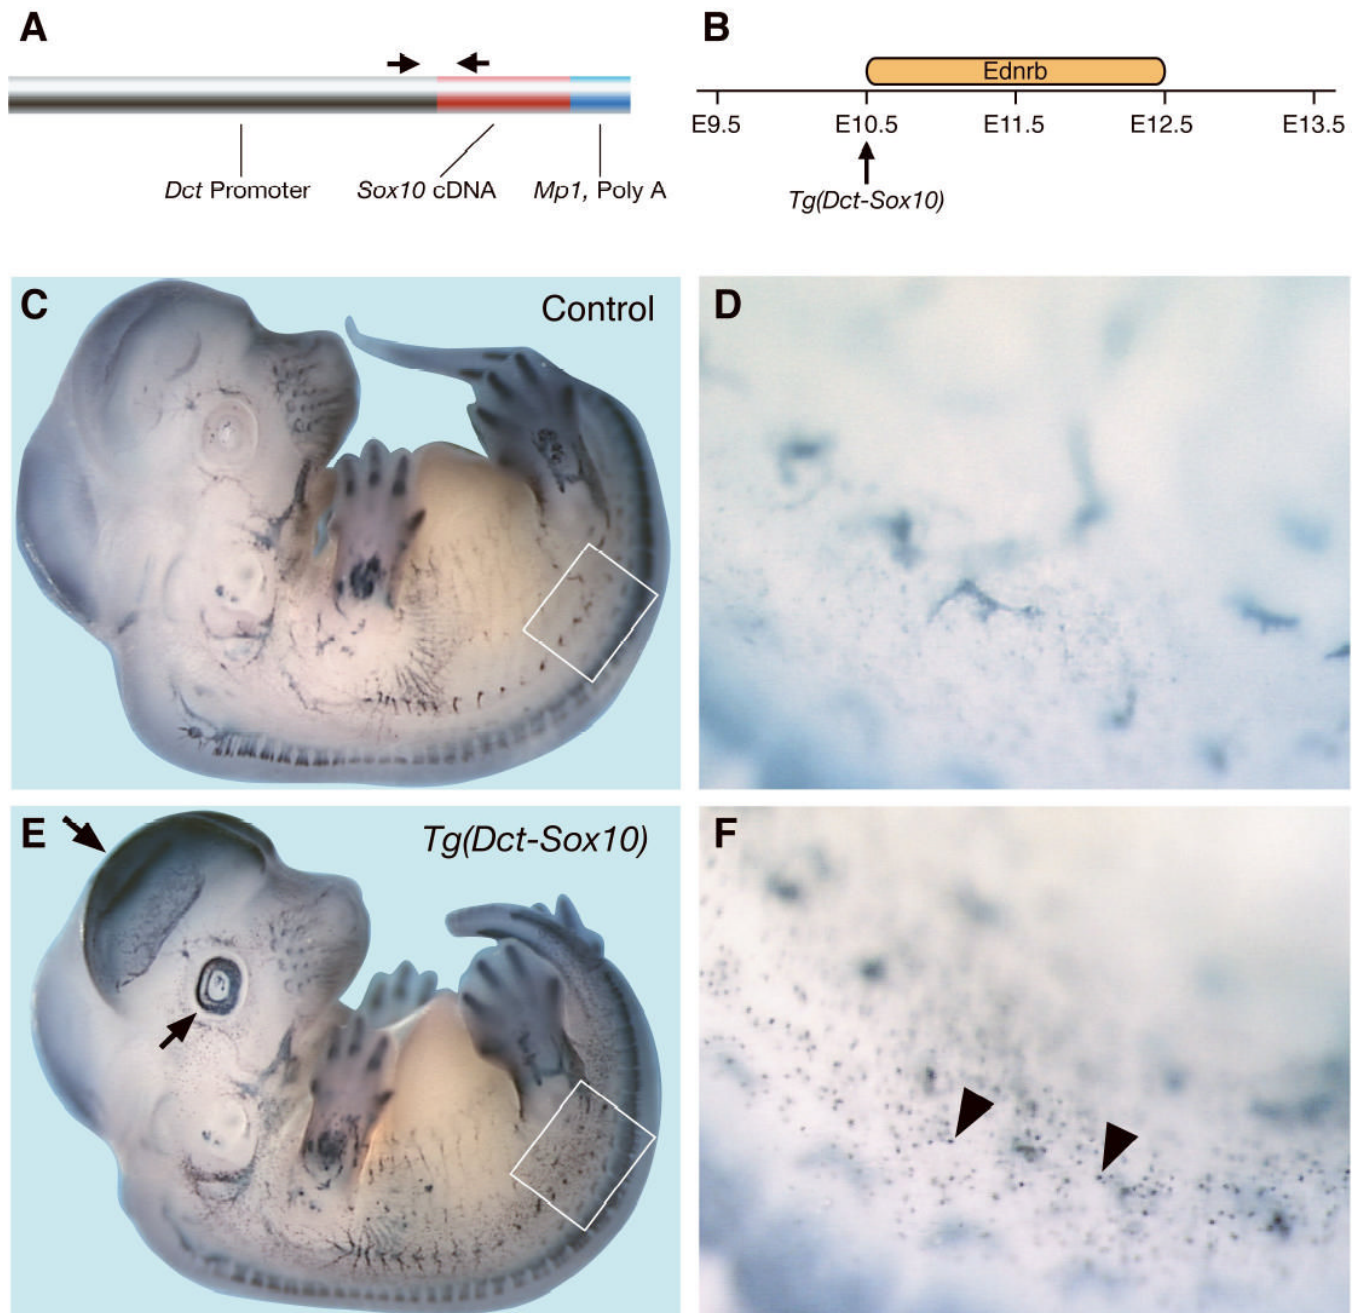 A
Dct Promoter
Sox10 cDNA
Mp1, Poly A
B
Ednrb
E9.5
E10.5
E11.5
E12.5
E13.5
Tg(Dct-Sox10)
C
Control
D
E
Tg(Dct-Sox10)
F